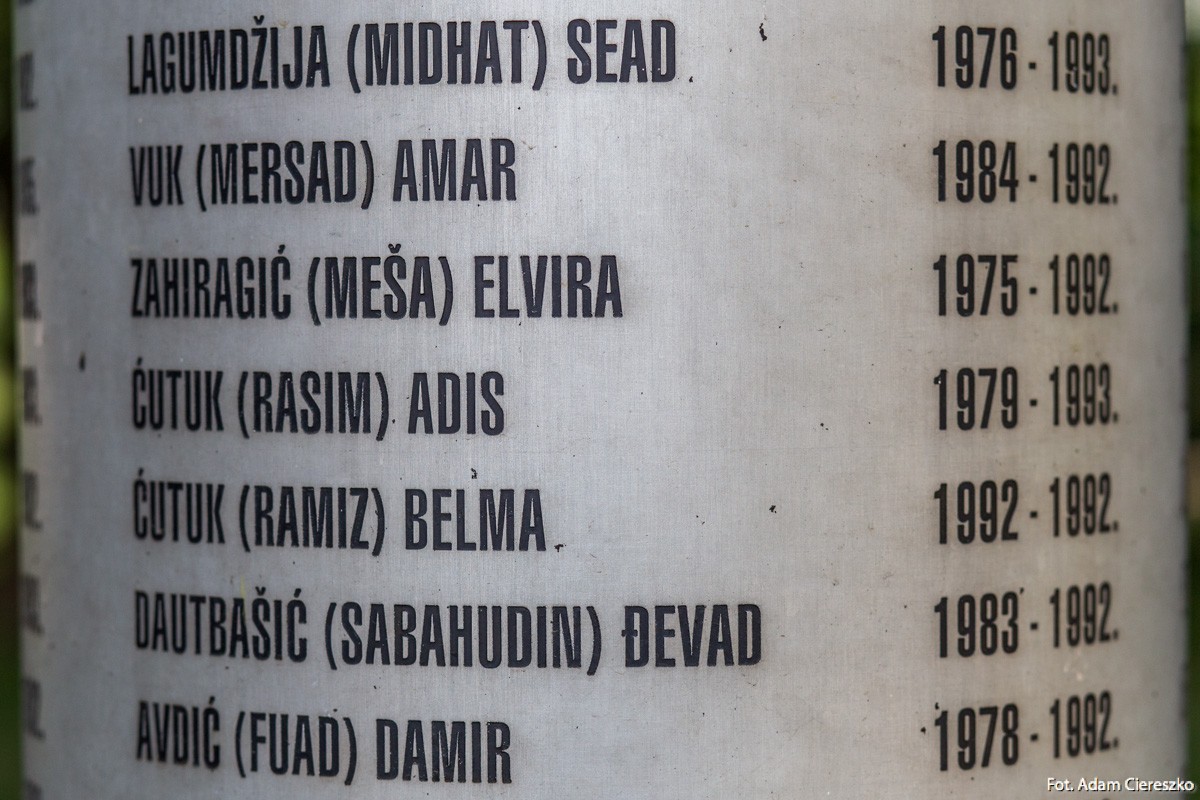 LAGUMDŽIJA (MIDHAT) SEAD 1976 - 1993.
VUK (MERSAD) AMAR 1984 - 1992.
ZAHIRAGIĆ (MEŠA) ELVIRA 1975 - 1992.
ĆUTUK (RASIM) ADIS 1979 - 1993.
ĆUTUK (RAMIZ) BELMA 1992 - 1992.
DAUTBAŠIĆ (SABAHUDIN) ĐEVAD 1983 - 1992.
AVDIĆ (FUAD) DAMIR 1978 - 1992.
Fot. Adam Ciereszko